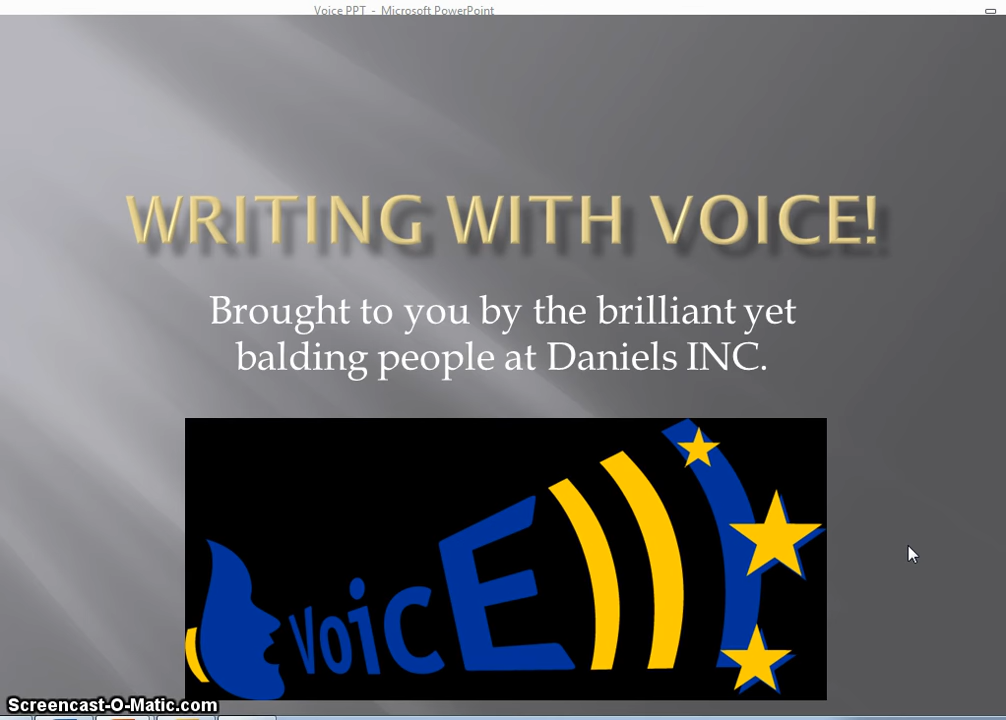 Voice PPT - Microsoft PowerPoint
WRITING WITH VOICE!
Brought to you by the brilliant yet
balding people at Daniels INC.
VoicE
Screencast-O-Matic.com